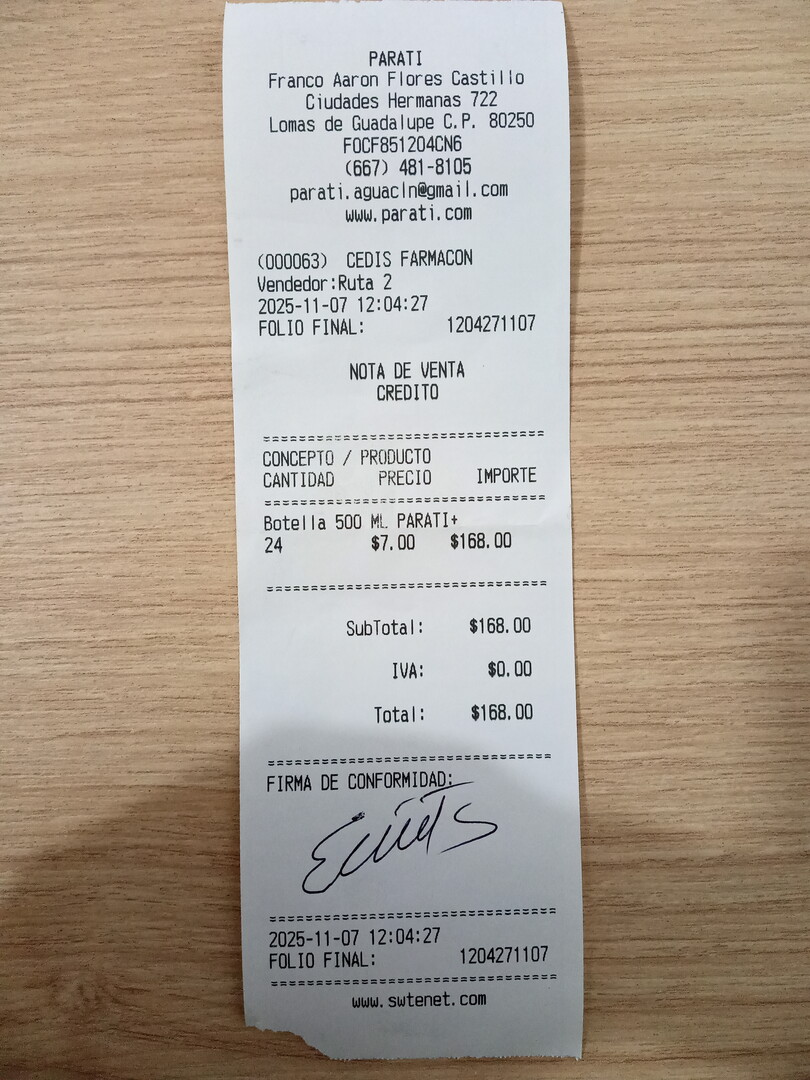 PARATI
Franco Aaron Flores Castillo
Ciudades Hermanas 722
Lomas de Guadalupe C.P. 80250
FOCF851204CN6
(667) 481-8105
parati.aguacln@gmail.com
www.parati.com
(000063) CEDIS FARMACON
Vendedor:Ruta 2
2025-11-07 12:04:27
FOLIO FINAL: 1204271107
NOTA DE VENTA
CREDITO
CONCEPTO / PRODUCTO
CANTIDAD PRECIO IMPORTE
Botella 500 ML PARATI+
24 $7.00 $168.00
SubTotal: $168.00
IVA: $0.00
Total: $168.00
FIRMA DE CONFORMIDAD:
2025-11-07 12:04:27
FOLIO FINAL: 1204271107
www.swtenet.com